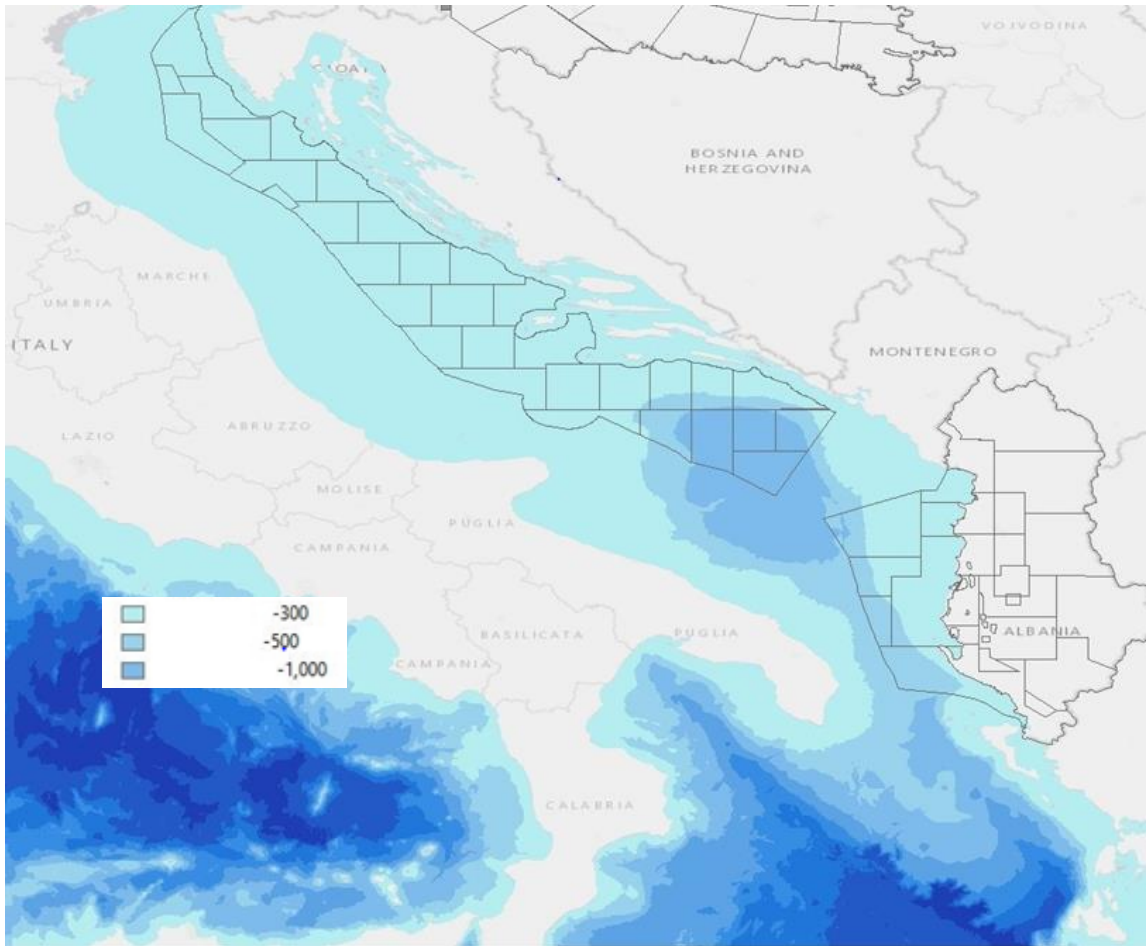 VOJVODINA
CROATIA
BOSNIA AND
HERZEGOVINA
MARCHE
UMBRIA
ITALY
MONTENEGRO
LAZIO
ABRUZZO
MOLISE
PUGLIA
CAMPANIA
-300
-500
-1,000
BASILICATA
PUGLIA
ALBANIA
CAMPANIA
CALABRIA